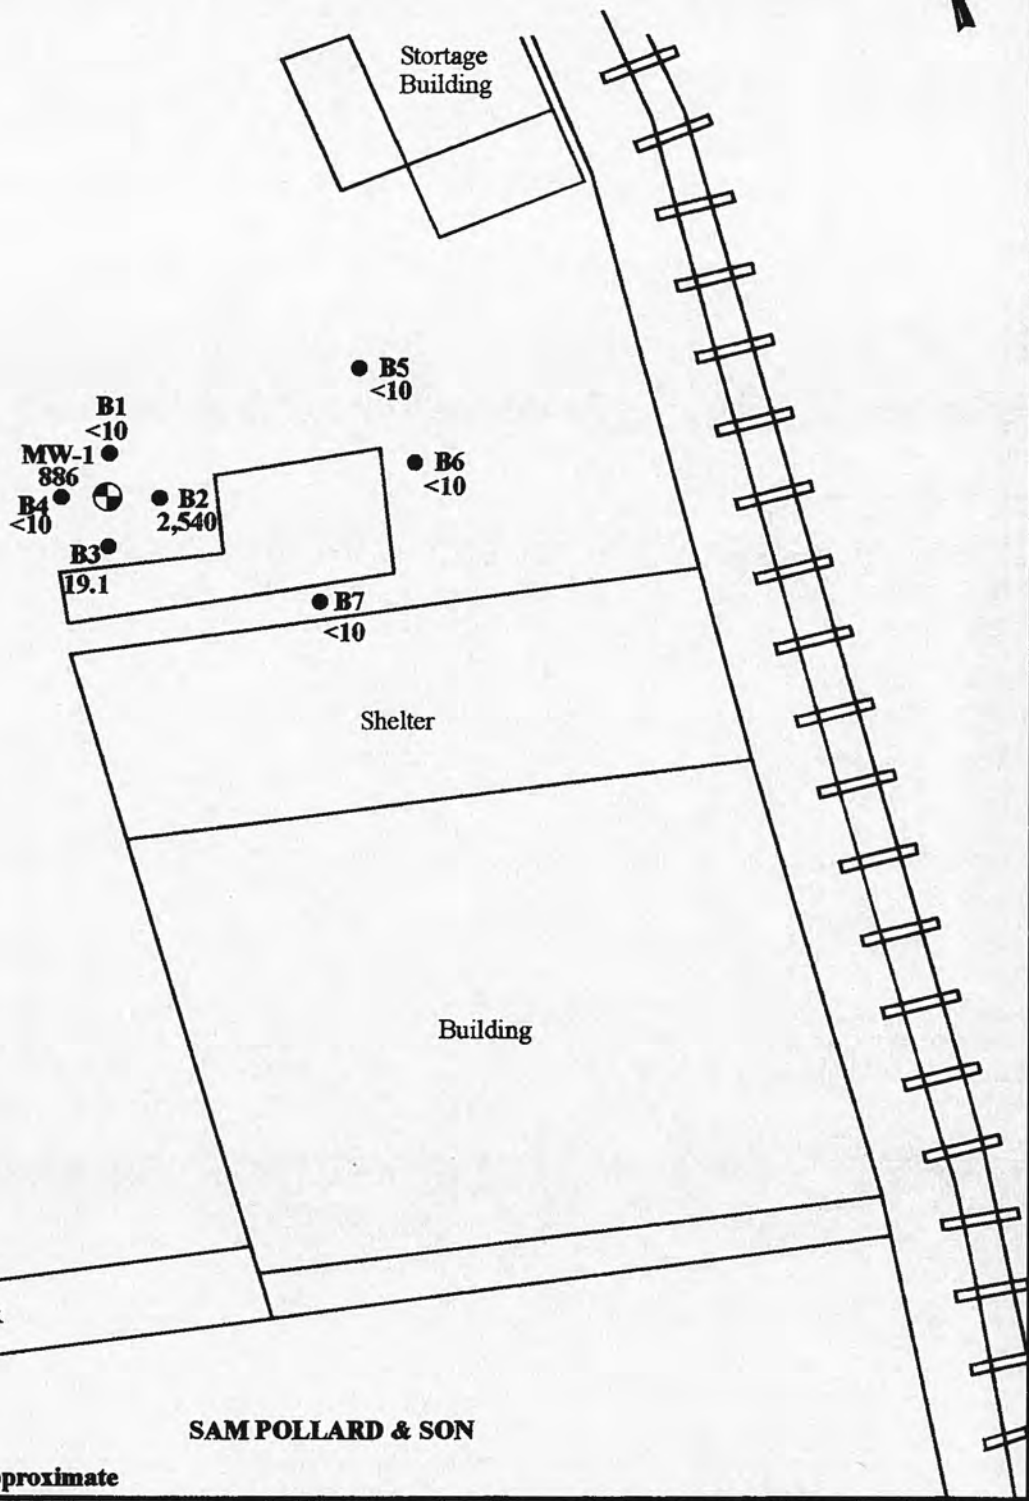 Stortage
Building
B5
<10
B1
<10
MW-1
886
B6
<10
B4
<10
B2
2,540
B3
19.1
B7
<10
Shelter
Building
SAM POLLARD & SON